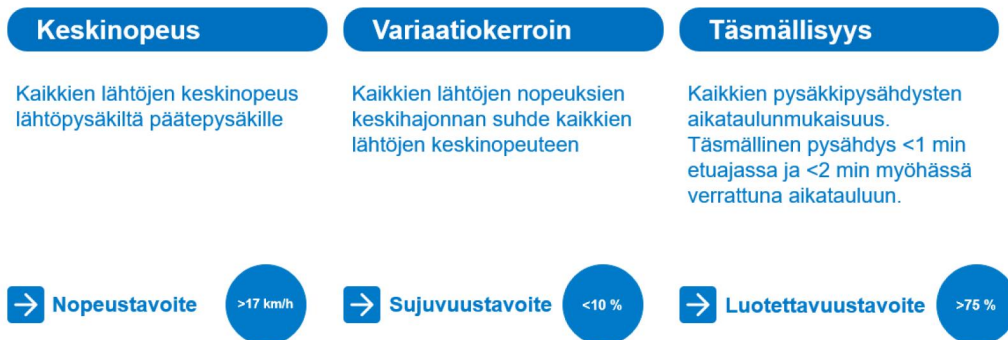 Keskinopeus
Kaikkien lähtöjen keskinopeus
lähtöpysäkiltä päätepysäkille
Nopeustavoite
>17 km/h
Variaatiokerroin
Kaikkien lähtöjen nopeuksien
keskihajonnan suhde kaikkien
lähtöjen keskinopeuteen
Sujuvuustavoite
<10 %
Täsmällisyys
Kaikkien pysäkkipysähdysten
aikataulunmukaisuus.
Täsmällinen pysähdys <1 min
etuajassa ja <2 min myöhässä
verrattuna aikatauluun.
Luotettavuustavoite
>75 %